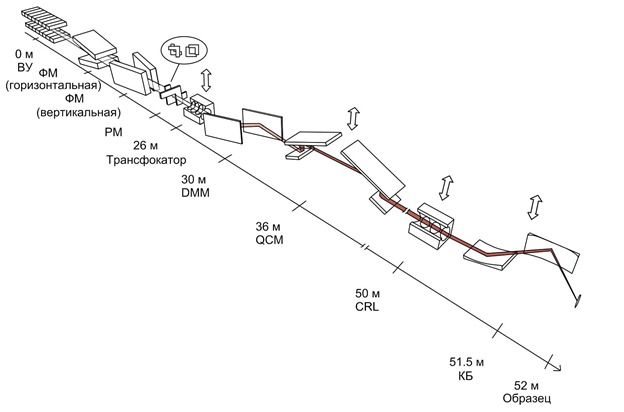 0 м
ВУ
ФМ
(горизонтальная)
ФМ
(вертикальная)
РМ
26 м
Трансфокатор
30 м
DMM
36 м
QCM
50 м
CRL
51.5 м
КБ
52 м
Образец